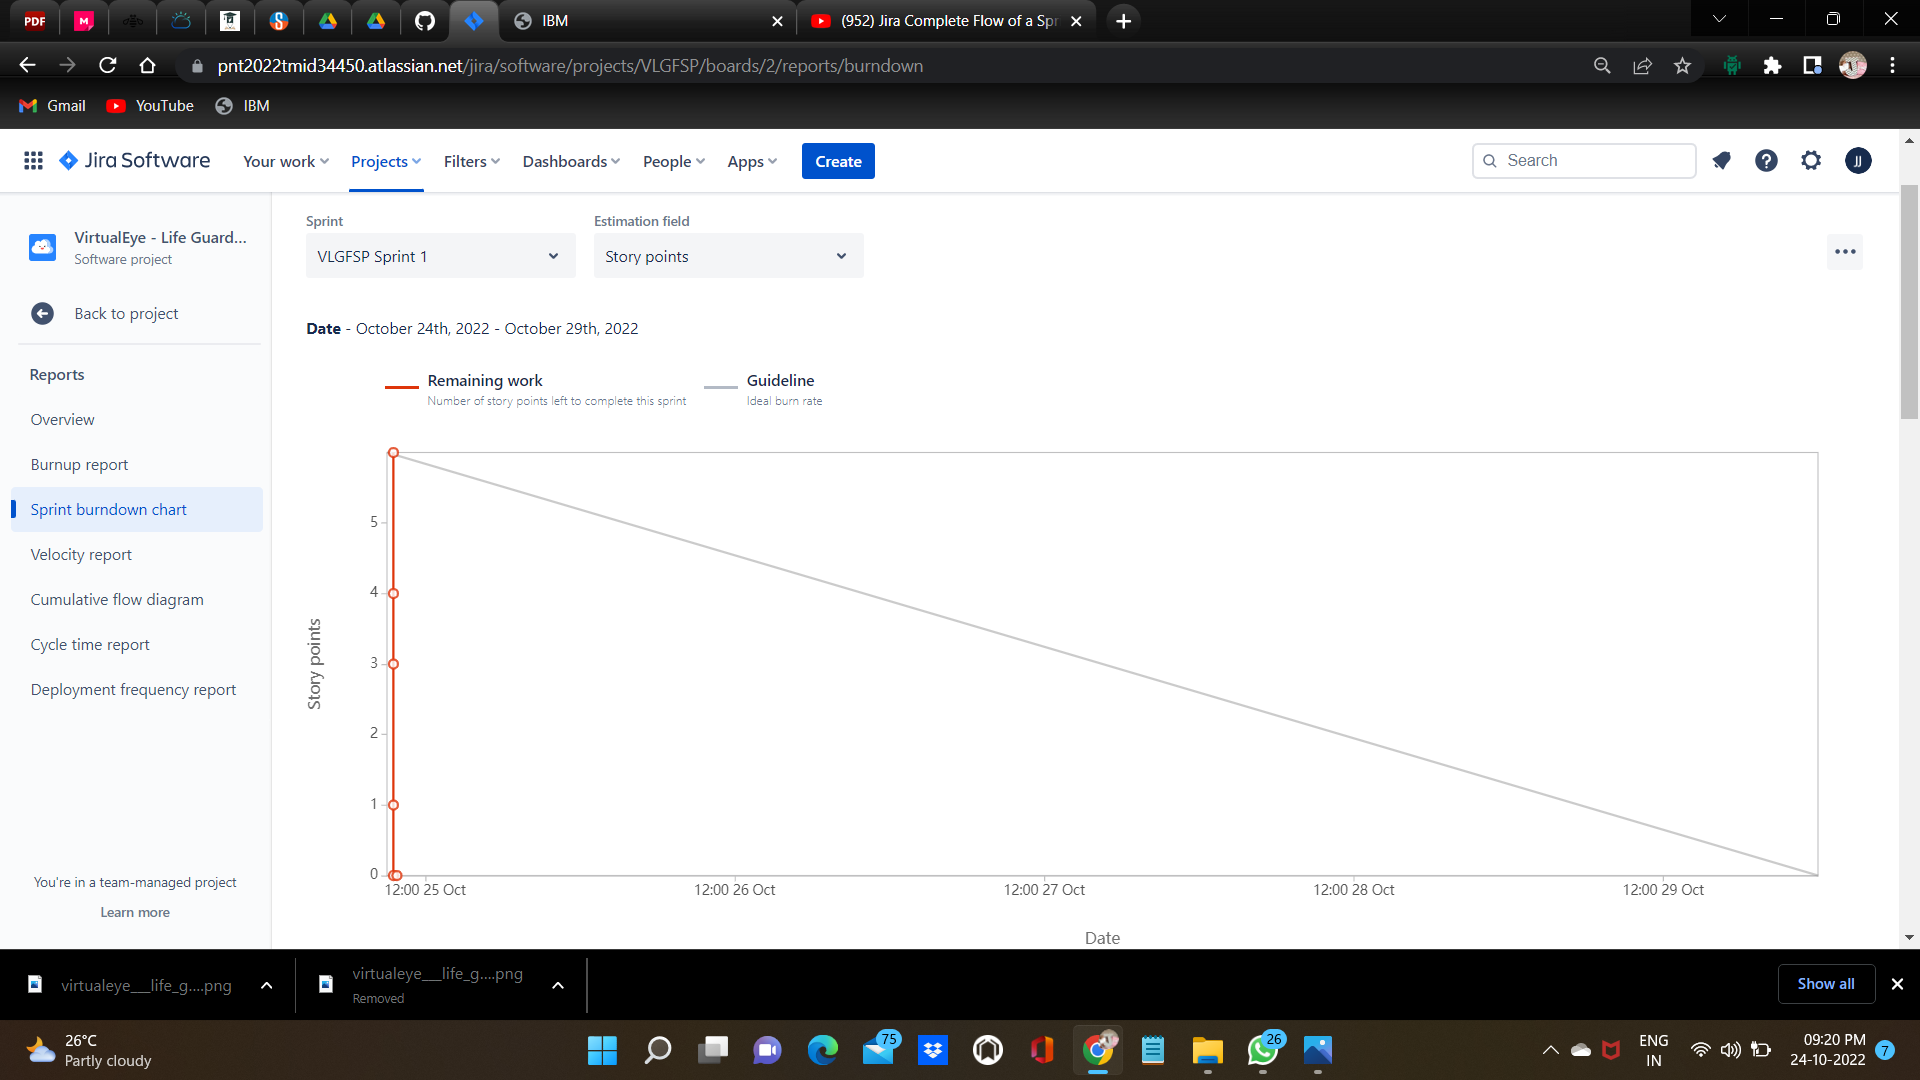 PDF
IBM
(952) Jira Complete Flow of a Spr
pnt2022tmid34450.atlassian.net/jira/software/projects/VLGFSP/boards/2/reports/burndown
Gmail
YouTube
IBM
Jira Software
Your work
Projects
Filters
Dashboards
People
Apps
Create
Search
JJ
VirtualEye - Life Guard...
Software project
Back to project
Reports
Overview
Burnup report
Sprint burndown chart
Velocity report
Cumulative flow diagram
Cycle time report
Deployment frequency report
You're in a team-managed project
Learn more
Sprint
Estimation field
VLGFSP Sprint 1
Story points
Date - October 24th, 2022 - October 29th, 2022
Remaining work
Number of story points left to complete this sprint
Guideline
Ideal burn rate
Story points
5
4
3
2
1
0
12:00 25 Oct
12:00 26 Oct
12:00 27 Oct
12:00 28 Oct
12:00 29 Oct
Date
virtualeye__life_g....png
virtualeye__life_g....png
Removed
Show all
26°C
Partly cloudy
75
26
ENG
IN
09:20 PM
24-10-2022
7